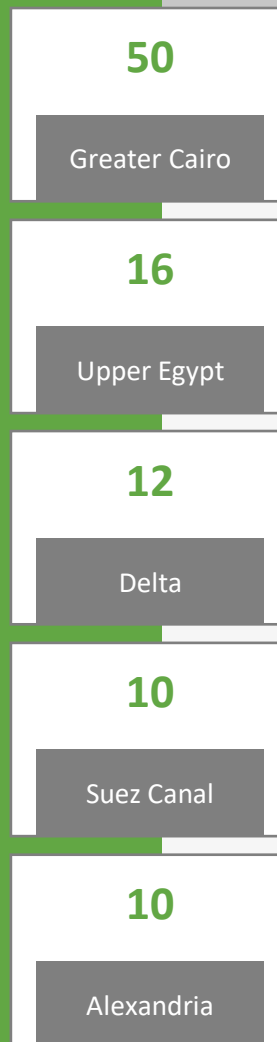 50
Greater Cairo
16
Upper Egypt
12
Delta
10
Suez Canal
10
Alexandria